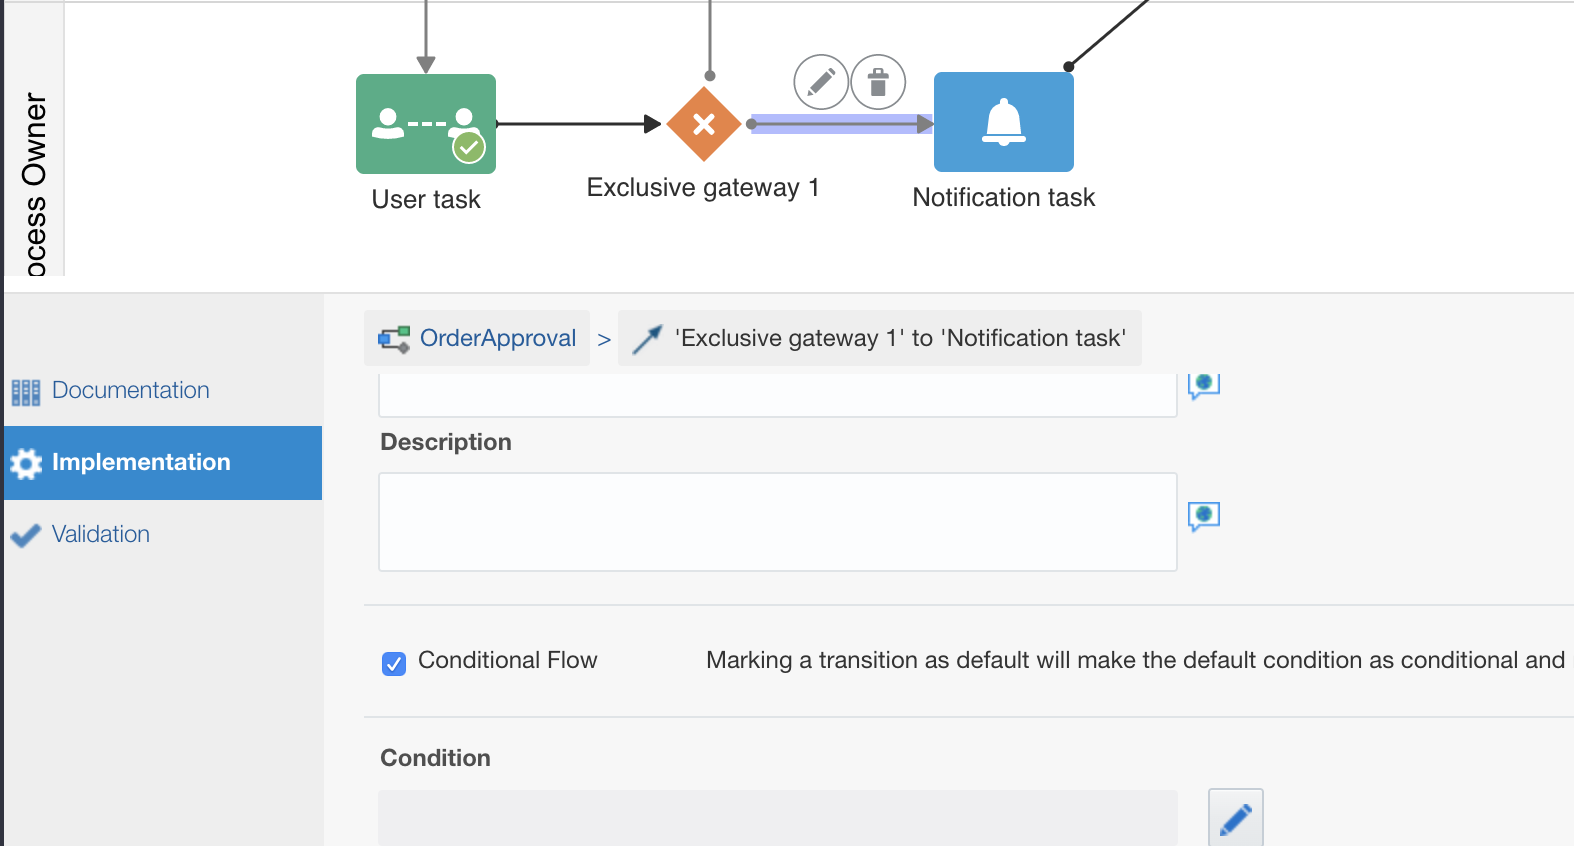 ocess Owner
User task
Exclusive gateway 1
Notification task
OrderApproval > 'Exclusive gateway 1' to 'Notification task'
Documentation
Implementation
Validation
Description
Conditional Flow
Marking a transition as default will make the default condition as conditional and
Condition